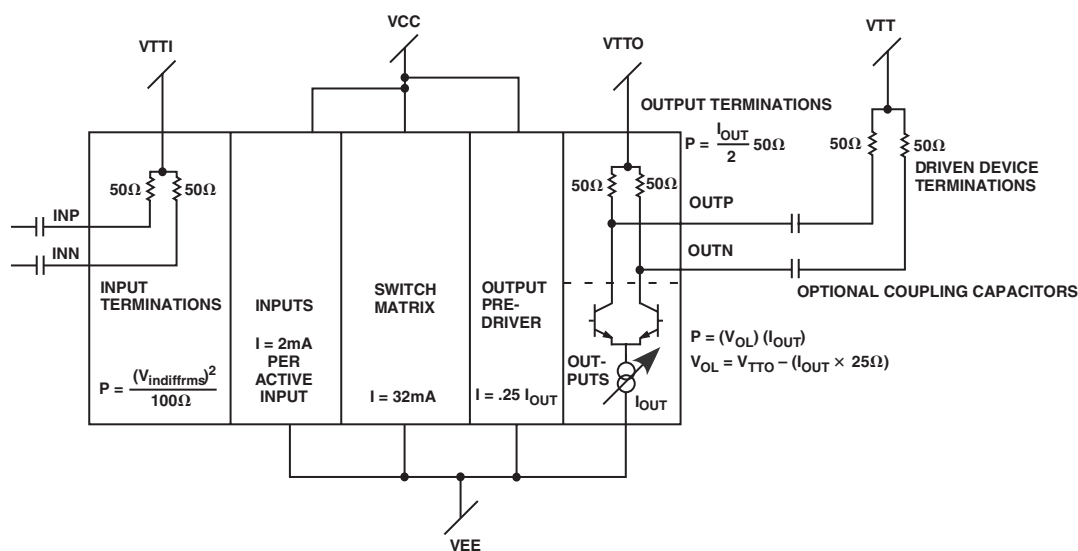 VCC
VTTI
VTTO
VTT
OUTPUT TERMINATIONS
P = I_OUT/2 50Ω
50Ω
50Ω
DRIVEN DEVICE
TERMINATIONS
50Ω
50Ω
50Ω
50Ω
INP
OUTP
INN
OUTN
OPTIONAL COUPLING CAPACITORS
INPUT
TERMINATIONS
P = (V_indiffrms)²/100Ω
INPUTS
I = 2mA
PER
ACTIVE
INPUT
SWITCH
MATRIX
I = 32mA
OUTPUT
PRE-
DRIVER
I = .25 I_OUT
OUT-
PUTS
I_OUT
P = (V_OL) (I_OUT)
V_OL = V_TTO – (I_OUT × 25Ω)
VEE